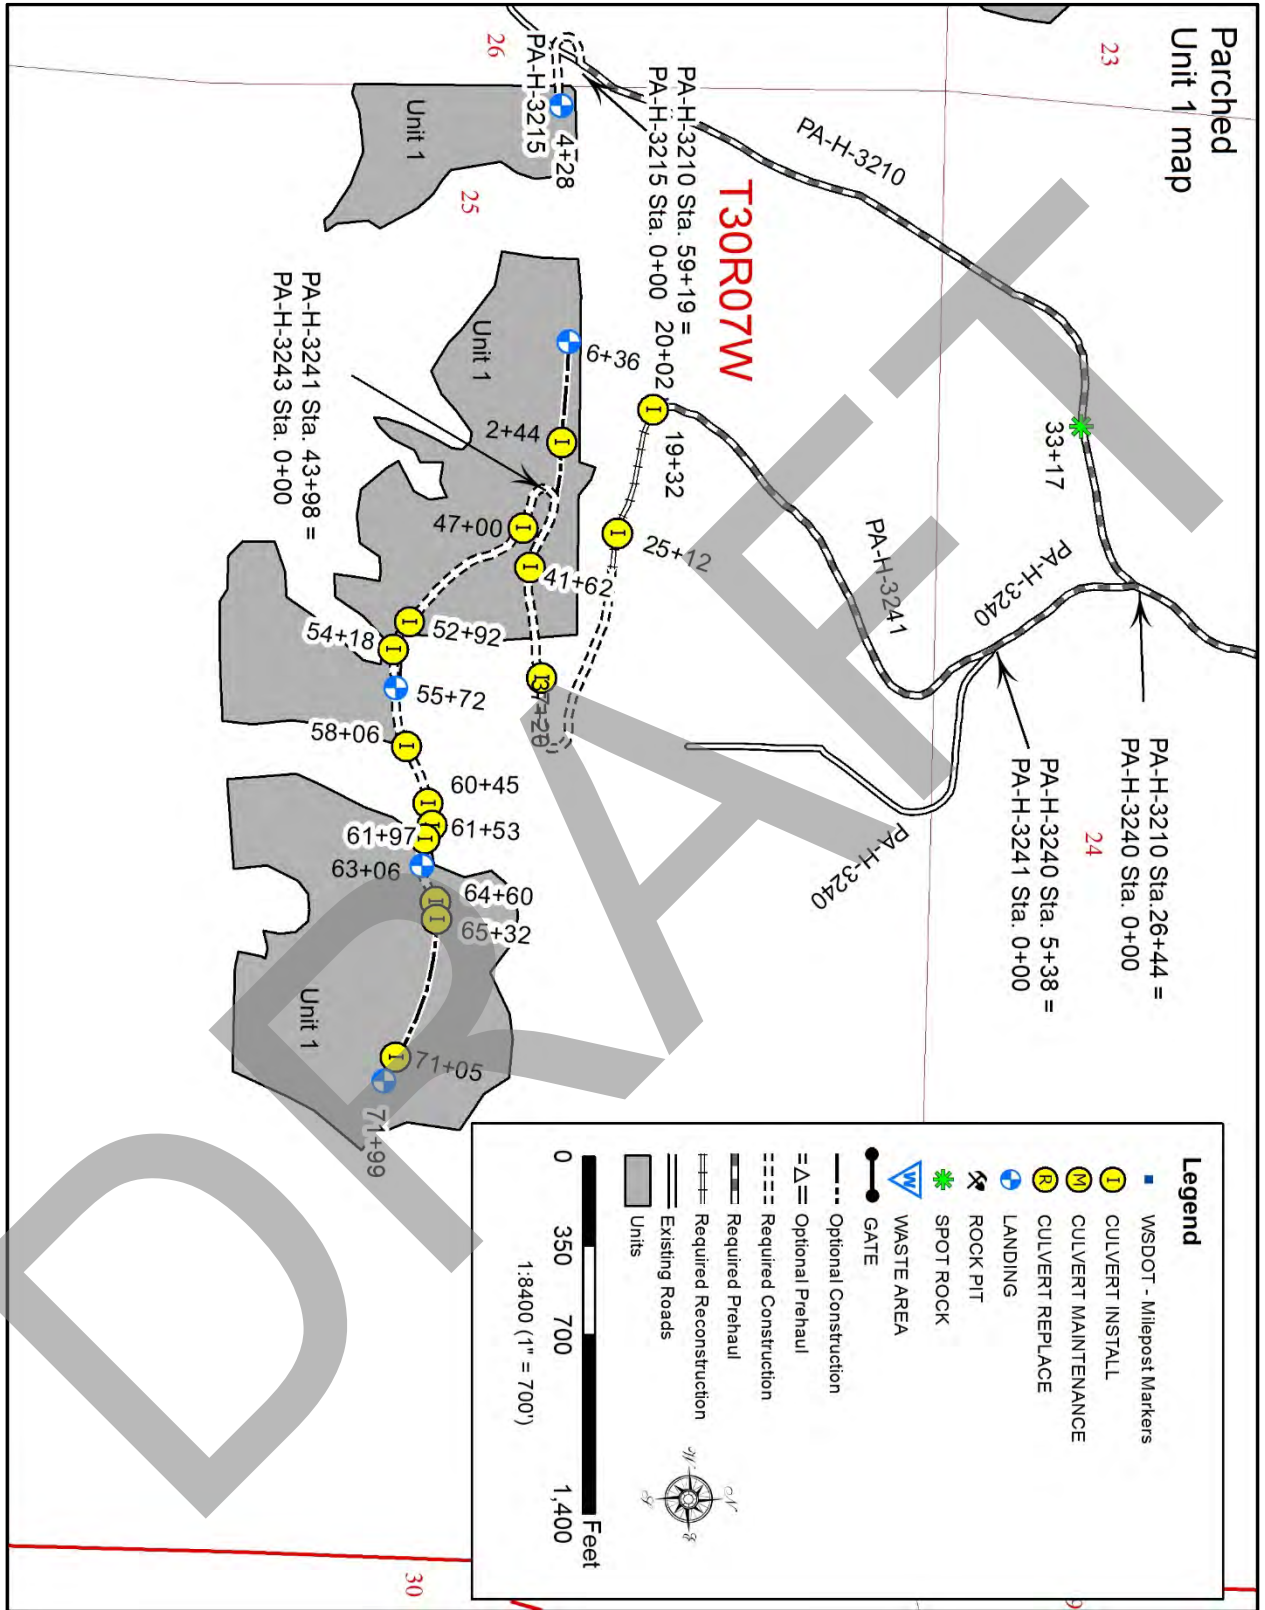 Parched
Unit 1 map
23
26
25
24
30
9
T30R07W
PA-H-3210
PA-H-3240
PA-H-3240
PA-H-3241
PA-H-3215
PA-H-3210 Sta. 59+19 =
PA-H-3215 Sta. 0+00
PA-H-3210 Sta.26+44 =
PA-H-3240 Sta. 0+00
PA-H-3240 Sta. 5+38 =
PA-H-3241 Sta. 0+00
PA-H-3241 Sta. 43+98 =
PA-H-3243 Sta. 0+00
33+17
4+28
20+02
19+32
25+12
6+36
2+44
47+00
41+62
37+20
52+92
54+18
55+72
58+06
60+45
61+53
61+97
63+06
64+60
65+32
71+05
71+99
Unit 1
Unit 1
Unit 1
DRAFT
Legend
WSDOT - Milepost Markers
I CULVERT INSTALL
M CULVERT MAINTENANCE
R CULVERT REPLACE
LANDING
ROCK PIT
SPOT ROCK
W WASTE AREA
GATE
Optional Construction
Optional Prehaul
Required Construction
Required Prehaul
Required Reconstruction
Existing Roads
Units
0 350 700 1,400
Feet
1:8400 (1" = 700')
N
E
S
W